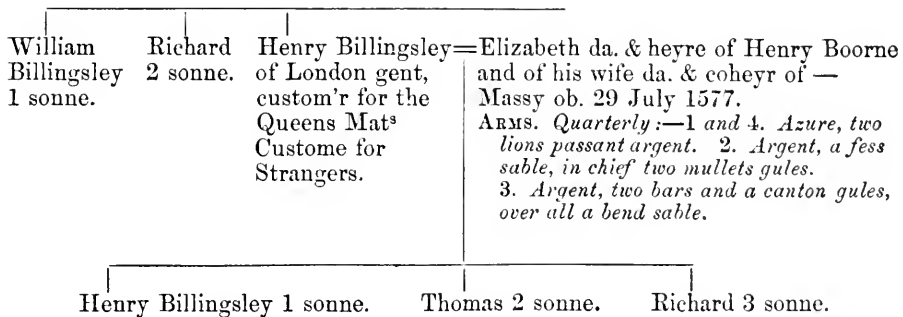 William
Billingsley
1 sonne.
Richard
2 sonne.
Henry Billingsley=Elizabeth da. & heyre of Henry Boorne
of London gent,
custom'r for the
Queens Matˢ
Custome for
Strangers.
and of his wife da. & coheyr of —
Massy ob. 29 July 1577.
ARMS. Quarterly:—1 and 4. Azure, two
lions passant argent. 2. Argent, a fess
sable, in chief two mullets gules.
3. Argent, two bars and a canton gules,
over all a bend sable.
Henry Billingsley 1 sonne. Thomas 2 sonne. Richard 3 sonne.